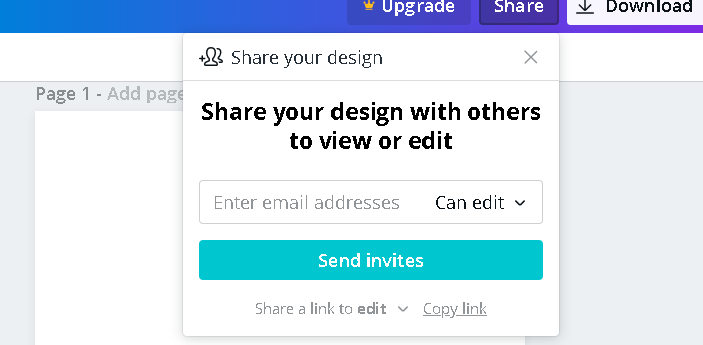 Upgrade Share Download
Share your design
Page 1 - Add page
Share your design with others
to view or edit
Enter email addresses Can edit
Send invites
Share a link to edit Copy link